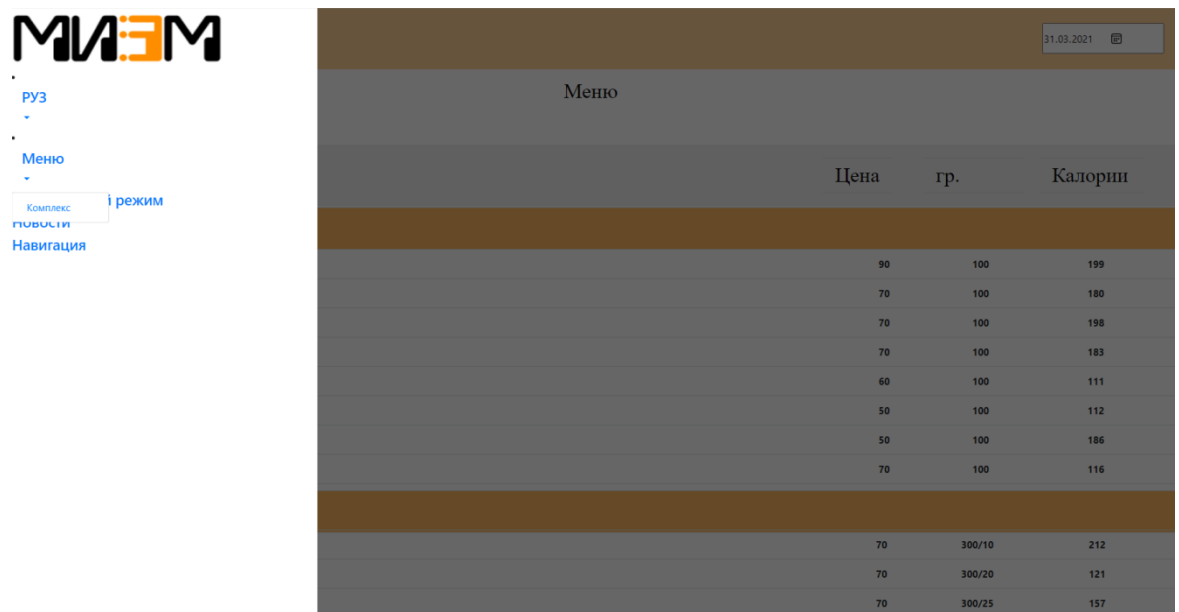 МИЭМ
31.03.2021
РУЗ
Меню
Меню
Цена гр. Калории
режим
Комплекс
Новости
Навигация
90 100 199
70 100 180
70 100 198
70 100 183
60 100 111
50 100 112
50 100 186
70 100 116
70 300/10 212
70 300/20 121
70 300/25 157